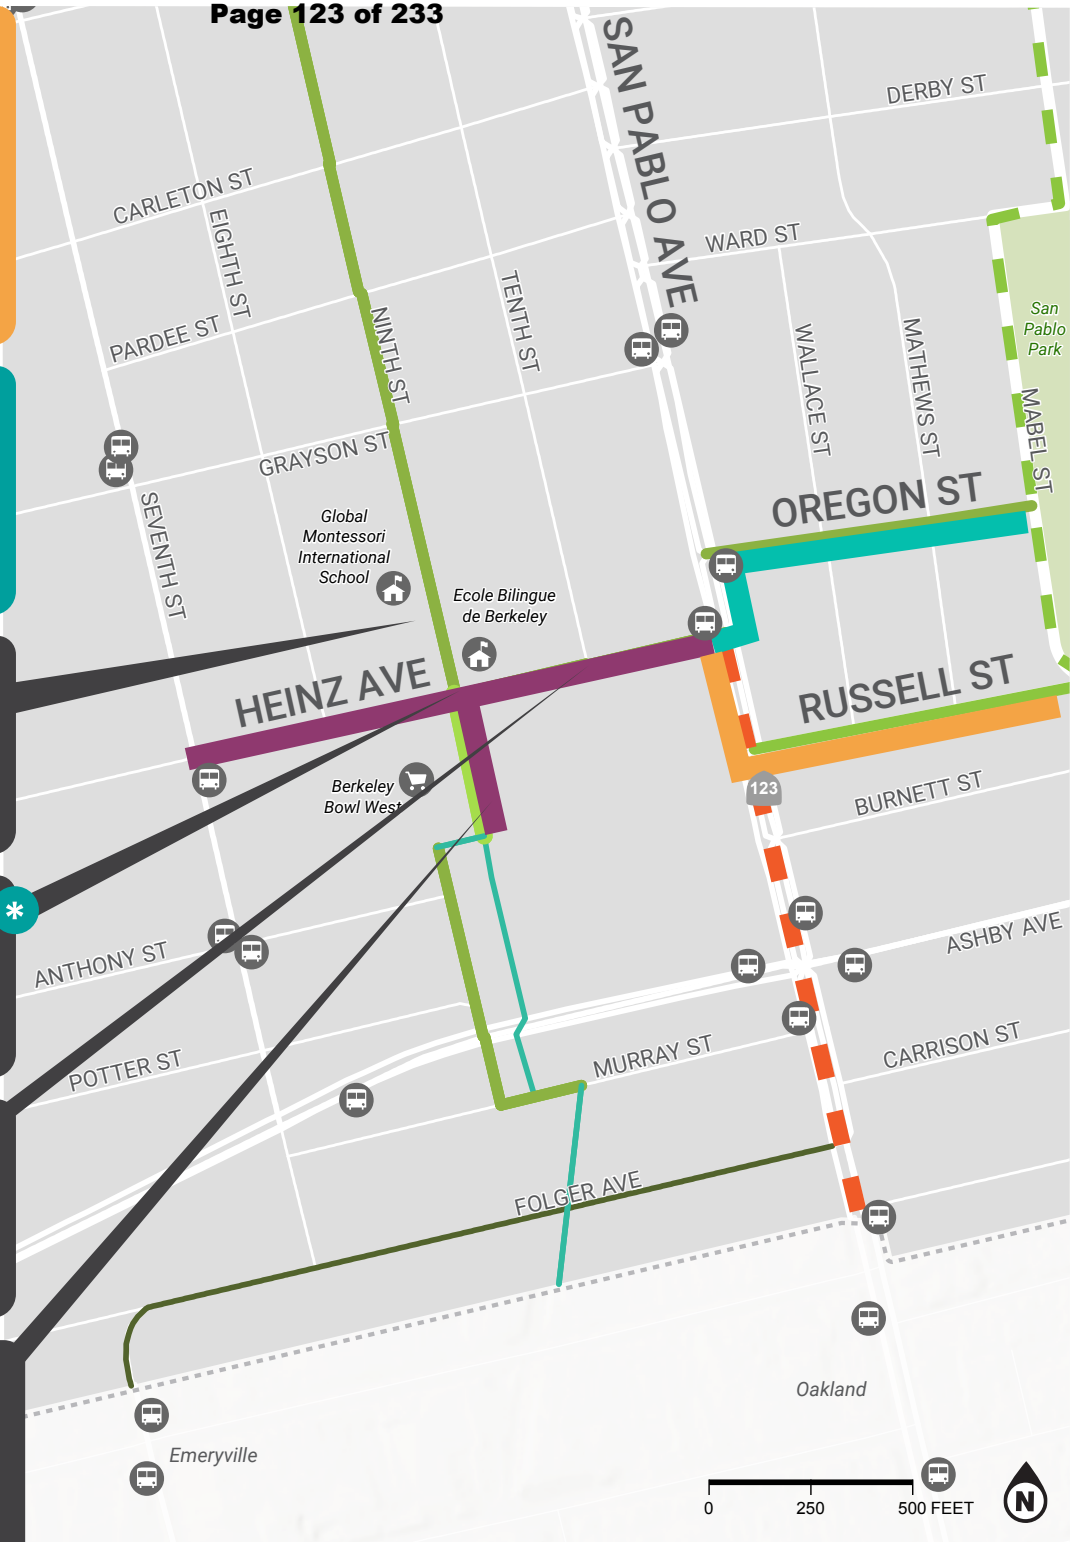 Page 123 of 233
SAN PABLO AVE
DERBY ST
CARLETON ST
EIGHTH ST
WARD ST
TENTH ST
PARDEE ST
NINTH ST
San
Pablo
Park
WALLACE ST
MATHEWS ST
MABEL ST
GRAYSON ST
OREGON ST
SEVENTH ST
Global
Montessori
International
School
Ecole Bilingue
de Berkeley
HEINZ AVE
RUSSELL ST
Berkeley
Bowl West
123
BURNETT ST
*
ANTHONY ST
ASHBY AVE
POTTER ST
MURRAY ST
CARRISON ST
FOLGER AVE
Oakland
Emeryville
0 250 500 FEET
N